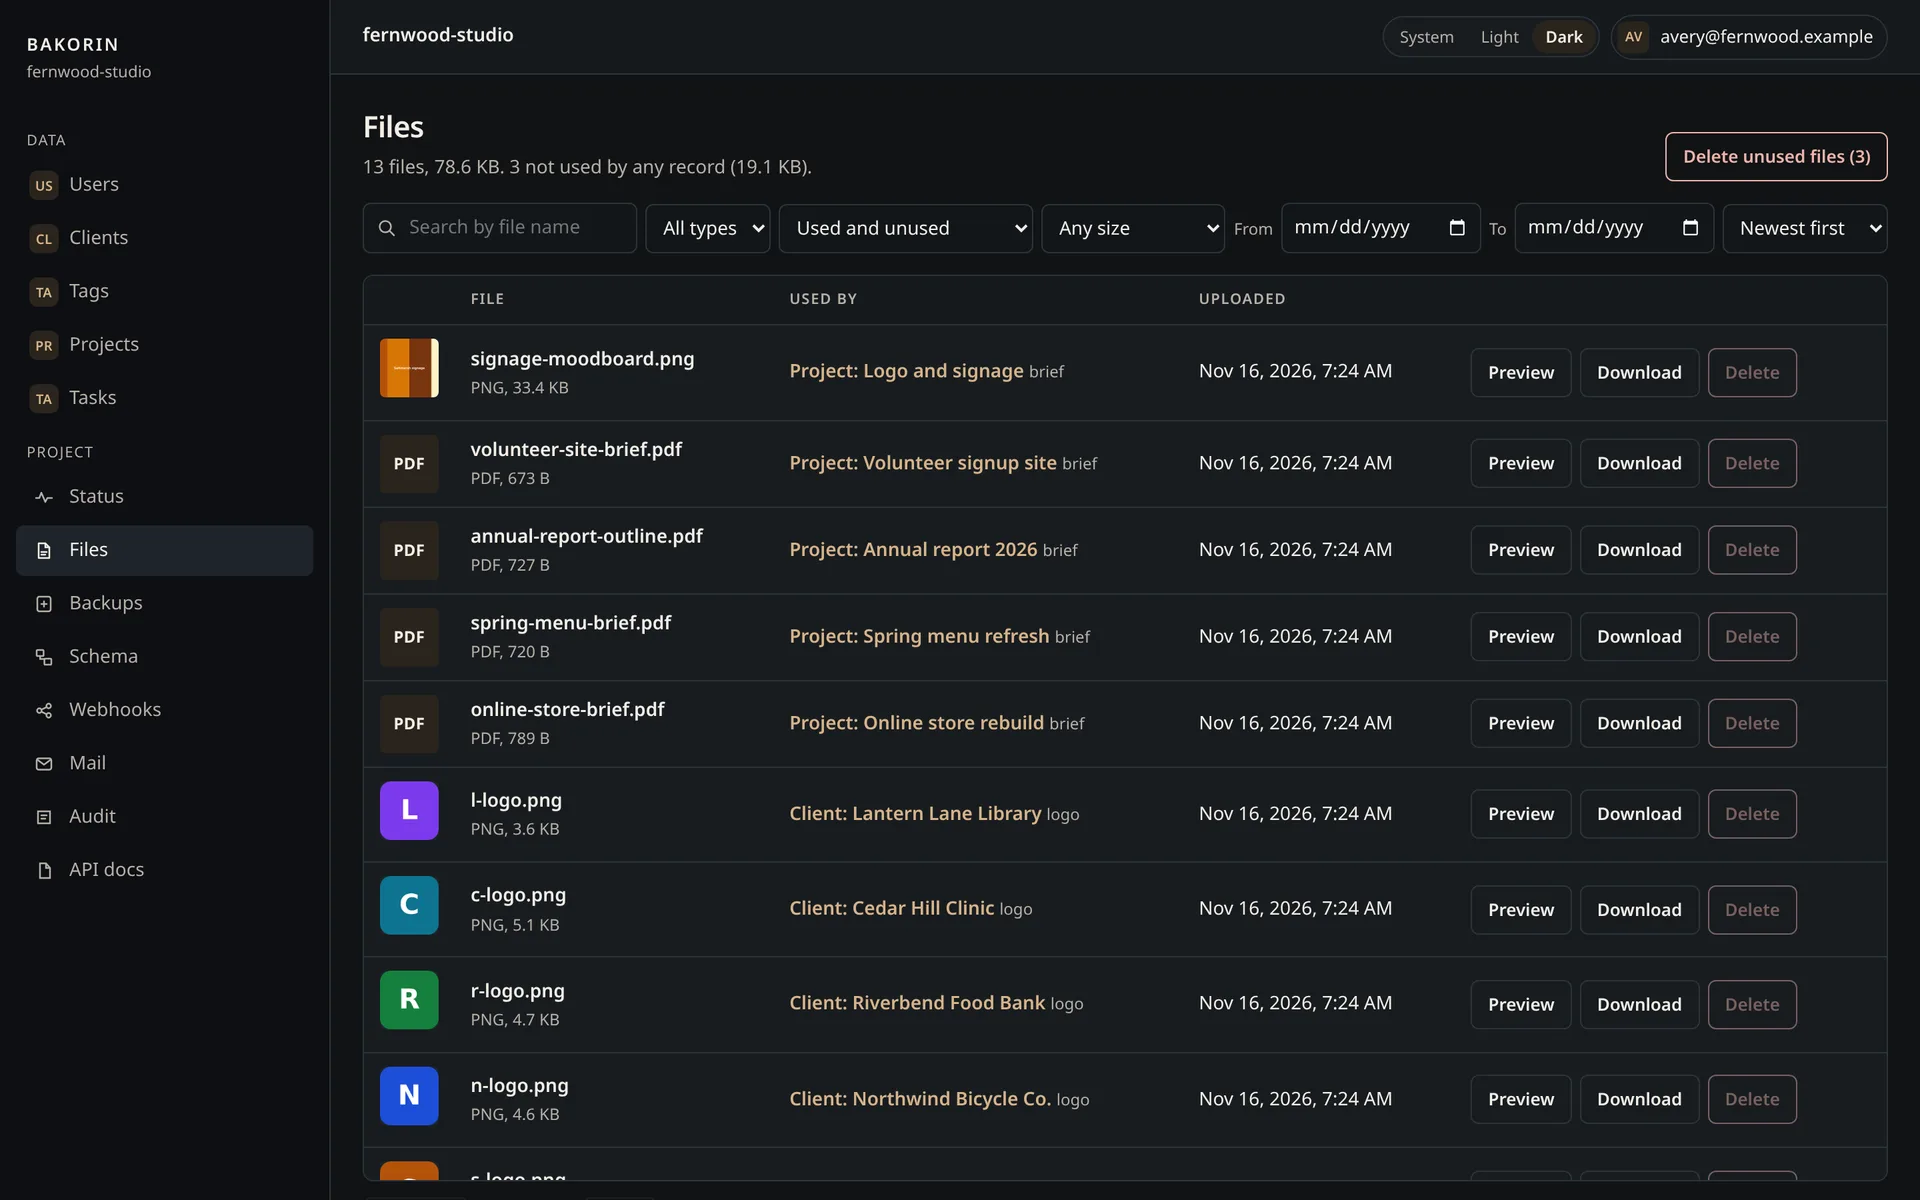 BAKORIN
fernwood-studio
DATA
US Users
CL Clients
TA Tags
PR Projects
TA Tasks
PROJECT
Status
Files
Backups
Schema
Webhooks
Mail
Audit
API docs
fernwood-studio
System Light Dark
AV avery@fernwood.example
Files
13 files, 78.6 KB. 3 not used by any record (19.1 KB).
Delete unused files (3)
Search by file name All types Used and unused Any size From mm/dd/yyyy To mm/dd/yyyy Newest first
FILE USED BY UPLOADED
signage-moodboard.png
PNG, 33.4 KB
Project: Logo and signage brief Nov 16, 2026, 7:24 AM Preview Download Delete
PDF
volunteer-site-brief.pdf
PDF, 673 B
Project: Volunteer signup site brief Nov 16, 2026, 7:24 AM Preview Download Delete
PDF
annual-report-outline.pdf
PDF, 727 B
Project: Annual report 2026 brief Nov 16, 2026, 7:24 AM Preview Download Delete
PDF
spring-menu-brief.pdf
PDF, 720 B
Project: Spring menu refresh brief Nov 16, 2026, 7:24 AM Preview Download Delete
PDF
online-store-brief.pdf
PDF, 789 B
Project: Online store rebuild brief Nov 16, 2026, 7:24 AM Preview Download Delete
L
l-logo.png
PNG, 3.6 KB
Client: Lantern Lane Library logo Nov 16, 2026, 7:24 AM Preview Download Delete
C
c-logo.png
PNG, 5.1 KB
Client: Cedar Hill Clinic logo Nov 16, 2026, 7:24 AM Preview Download Delete
R
r-logo.png
PNG, 4.7 KB
Client: Riverbend Food Bank logo Nov 16, 2026, 7:24 AM Preview Download Delete
N
n-logo.png
PNG, 4.6 KB
Client: Northwind Bicycle Co. logo Nov 16, 2026, 7:24 AM Preview Download Delete